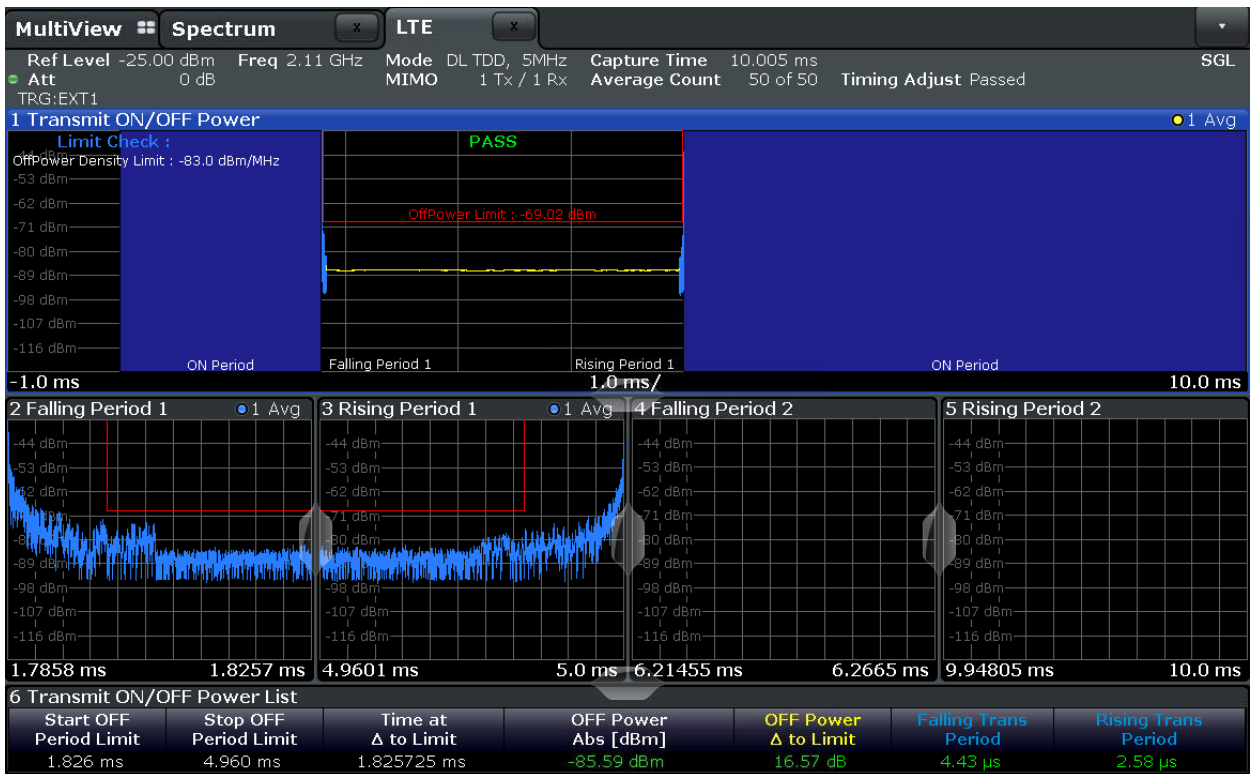 MultiView Spectrum x LTE x
Ref Level -25.00 dBm Freq 2.11 GHz Mode DL TDD, 5MHz Capture Time 10.005 ms SGL
Att 0 dB MIMO 1 Tx / 1 Rx Average Count 50 of 50 Timing Adjust Passed
TRG:EXT1
1 Transmit ON/OFF Power 1 Avg
Limit Check : PASS
-44 dBm
OffPower Density Limit : -83.0 dBm/MHz
-53 dBm
-62 dBm
OffPower Limit : -69.02 dBm
-71 dBm
-80 dBm
-89 dBm
-98 dBm
-107 dBm
-116 dBm
ON Period Falling Period 1 Rising Period 1 ON Period
-1.0 ms 1.0 ms/ 10.0 ms
2 Falling Period 1 1 Avg 3 Rising Period 1 1 Avg 4 Falling Period 2 5 Rising Period 2
-44 dBm -44 dBm -44 dBm -44 dBm
-53 dBm -53 dBm -53 dBm -53 dBm
-62 dBm -62 dBm -62 dBm -62 dBm
-71 dBm -71 dBm -71 dBm
-80 dBm -80 dBm -80 dBm
-89 dBm -89 dBm -89 dBm
-98 dBm -98 dBm -98 dBm -98 dBm
-107 dBm -107 dBm -107 dBm -107 dBm
-116 dBm -116 dBm -116 dBm -116 dBm
1.7858 ms 1.8257 ms 4.9601 ms 5.0 ms 6.21455 ms 6.2665 ms 9.94805 ms 10.0 ms
6 Transmit ON/OFF Power List
Start OFF Stop OFF Time at OFF Power OFF Power Falling Trans Rising Trans
Period Limit Period Limit Δ to Limit Abs [dBm] Δ to Limit Period Period
1.826 ms 4.960 ms 1.825725 ms -85.59 dBm 16.57 dB 4.43 µs 2.58 µs